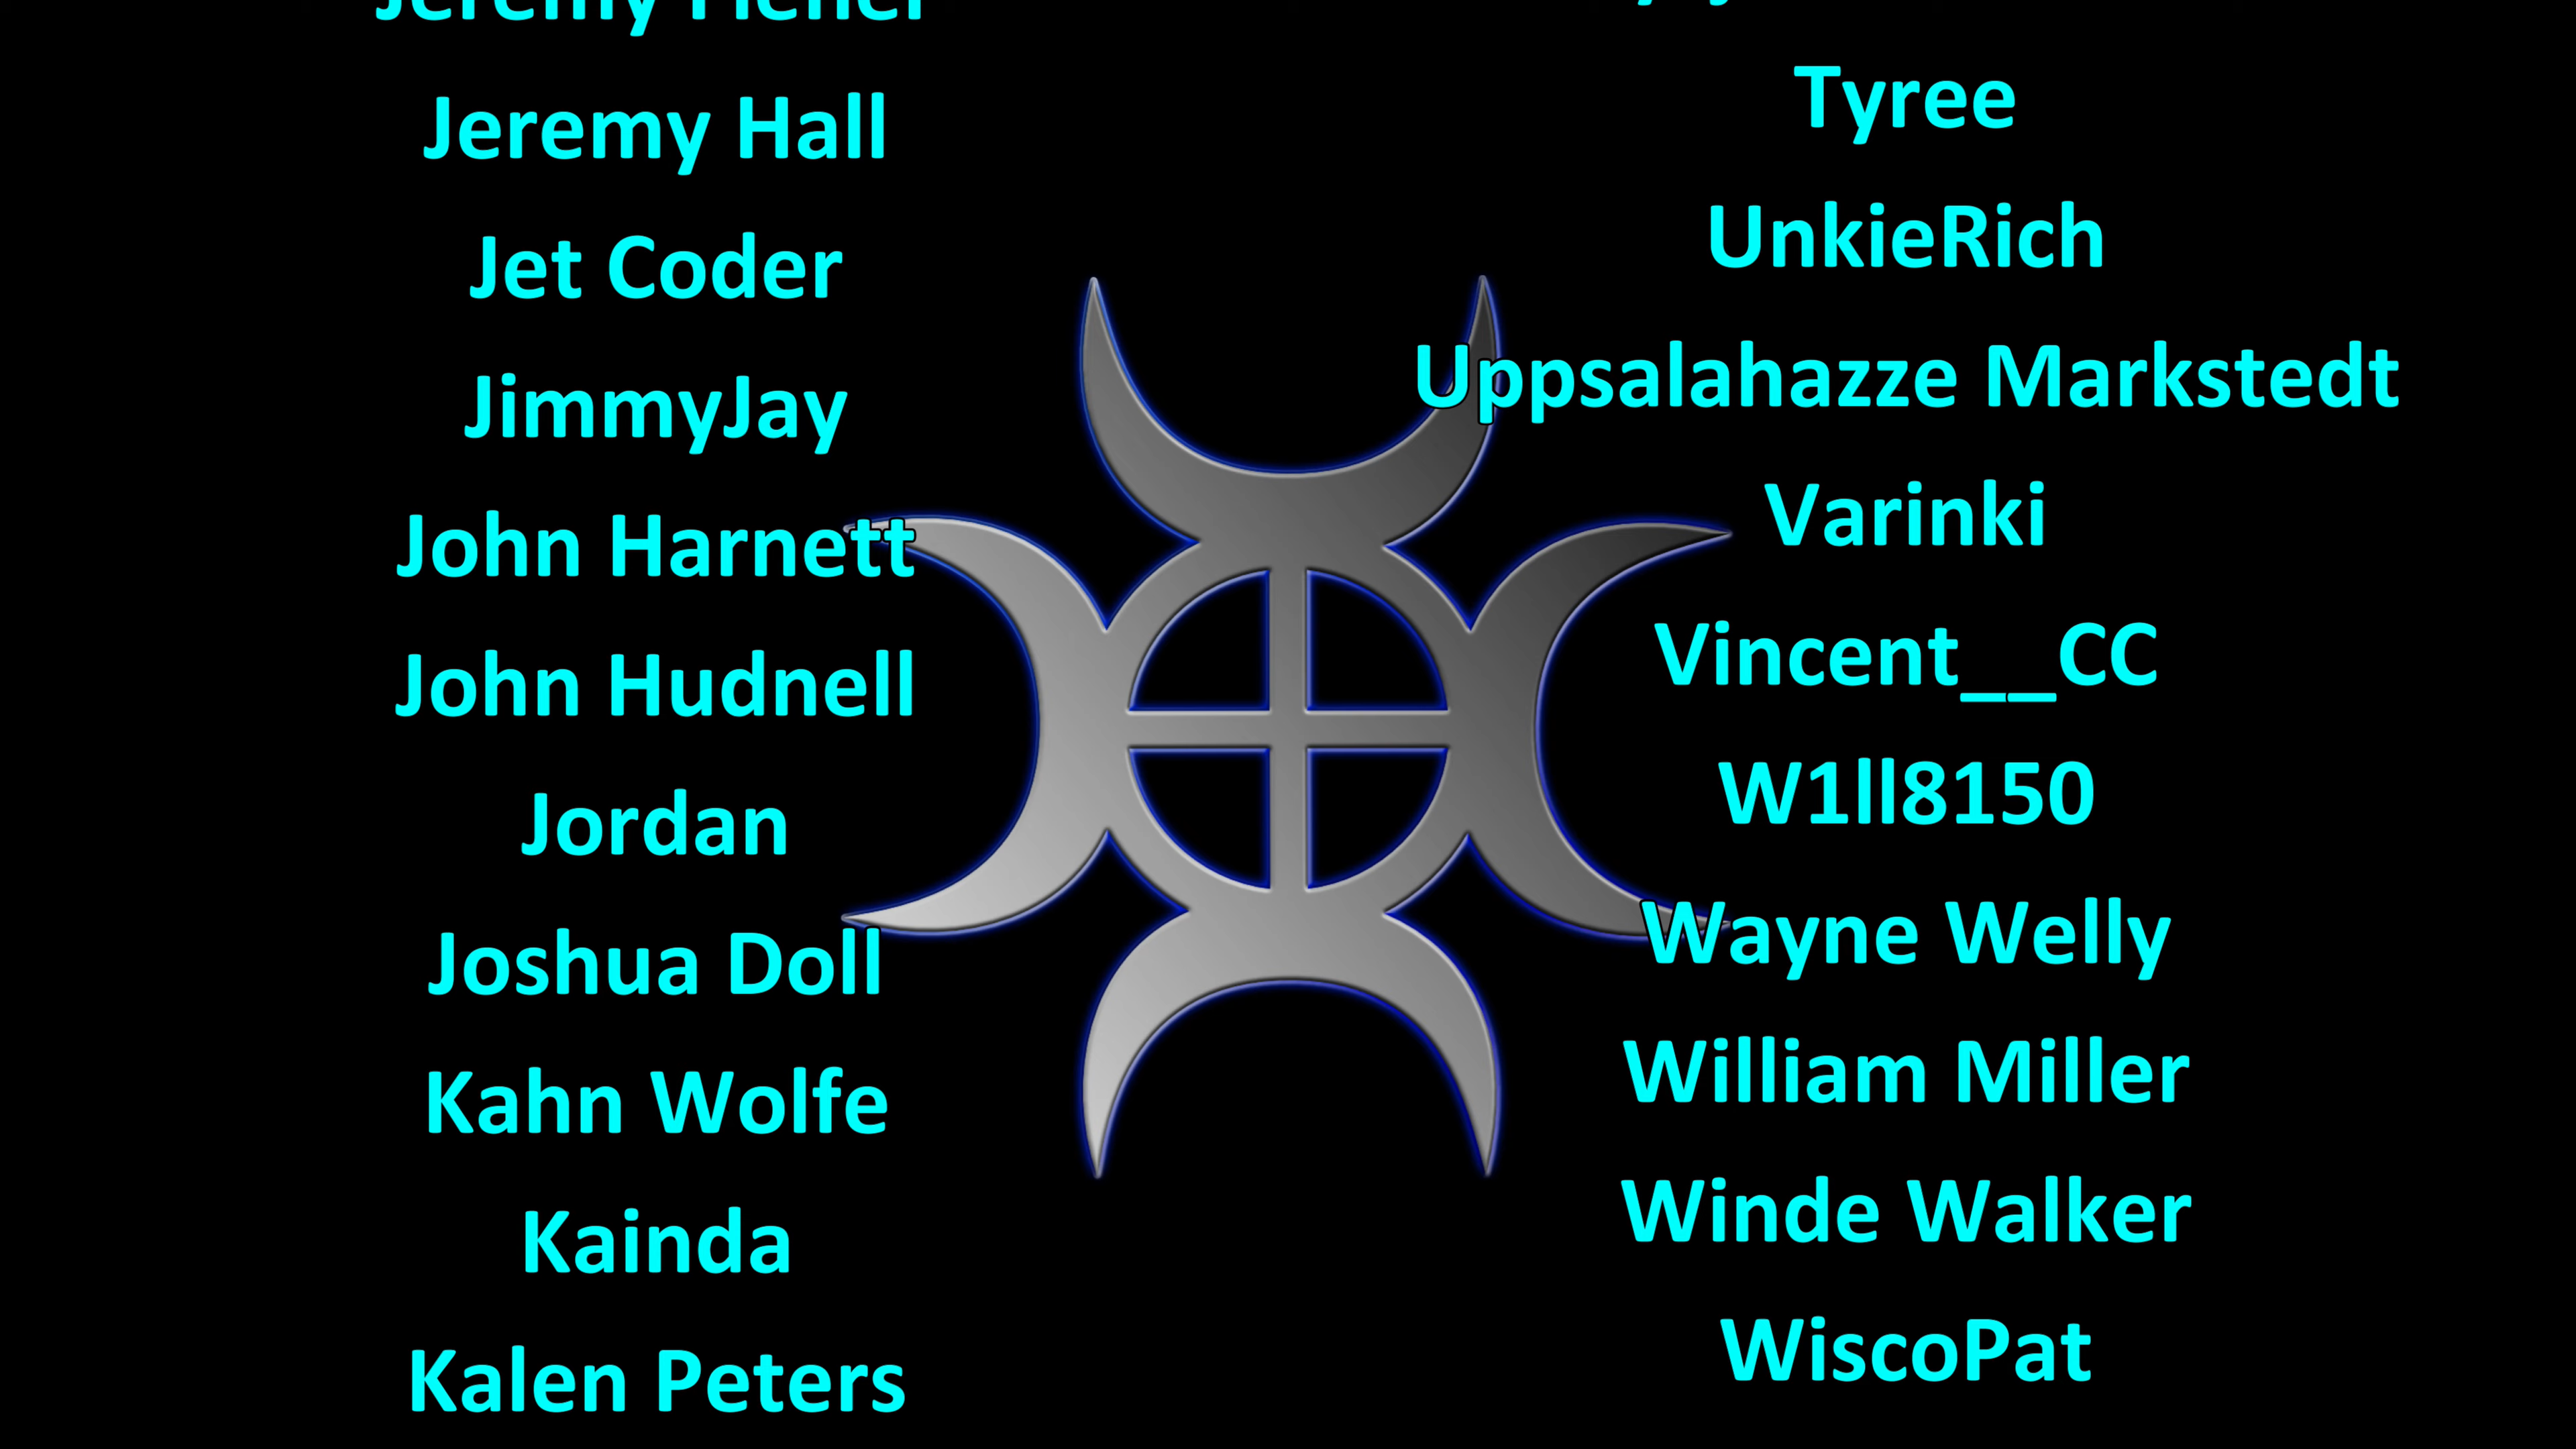 Jeremy
Jeremy Hall
Jet Coder
JimmyJay
John Harnett
John Hudnell
Jordan
Joshua Doll
Kahn Wolfe
Kainda
Kalen Peters
Tyree
UnkieRich
Uppsalahazze Markstedt
Varinki
Vincent__CC
W1ll8150
Wayne Welly
William Miller
Winde Walker
WiscoPat